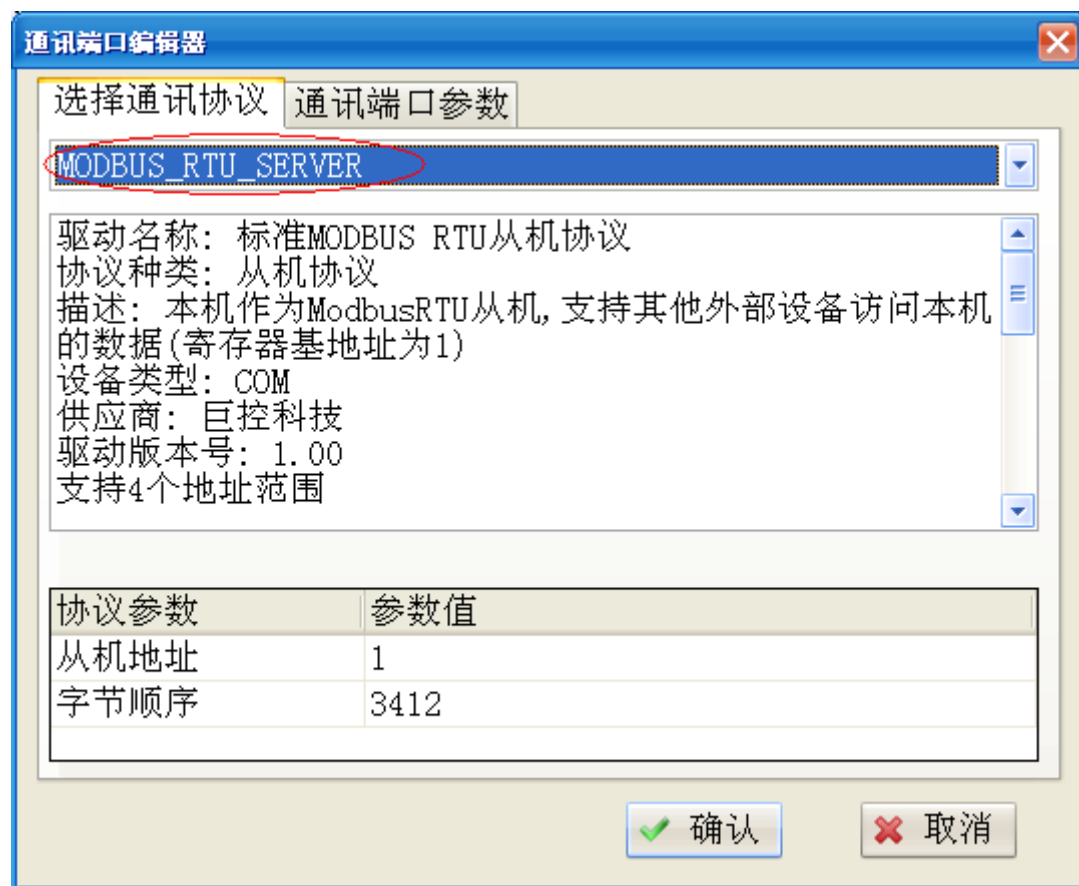 通讯端口编辑器
选择通讯协议 通讯端口参数
MODBUS_RTU_SERVER
驱动名称: 标准MODBUS RTU从机协议
协议种类: 从机协议
描述: 本机作为ModbusRTU从机,支持其他外部设备访问本机
的数据(寄存器基地址为1)
设备类型: COM
供应商: 巨控科技
驱动版本号: 1.00
支持4个地址范围
协议参数 参数值
从机地址 1
字节顺序 3412
确认 取消